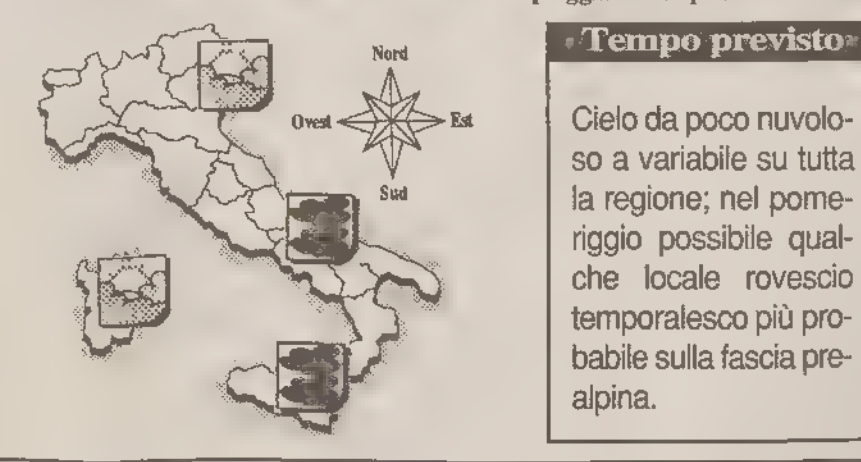 Nord
Ovest
Est
Sud
Tempo previsto
Cielo da poco nuvolo-
so a variabile su tutta
la regione; nel pome-
riggio possibile qual-
che locale rovescio
temporalesco più pro-
babile sulla fascia pre-
alpina.